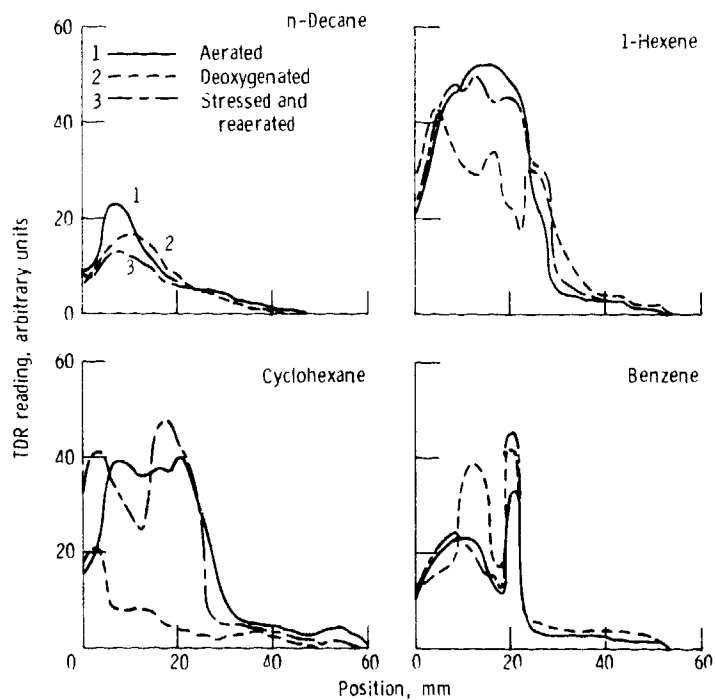 60
n-Decane
1 Aerated
2 Deoxygenated
3 Stressed and
reaerated
40
20
0
1
2
3
1-Hexene
TDR reading, arbitrary units
60
Cyclohexane
40
20
0 20 40 60
Benzene
0 20 40 60
Position, mm